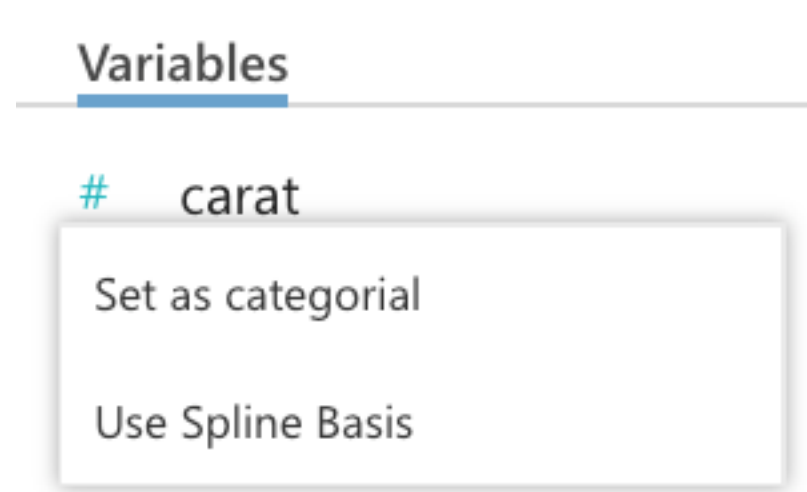 Variables
# carat
Set as categorial
Use Spline Basis